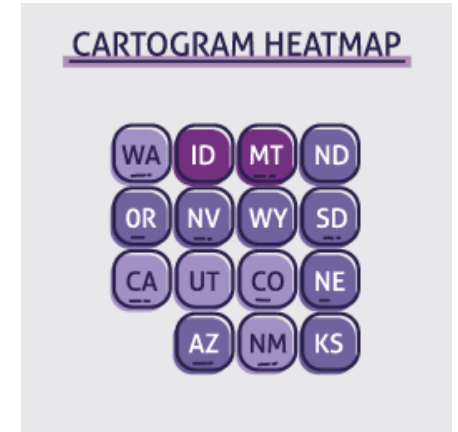 CARTOGRAM HEATMAP
WA ID MT ND
OR NV WY SD
CA UT CO NE
AZ NM KS